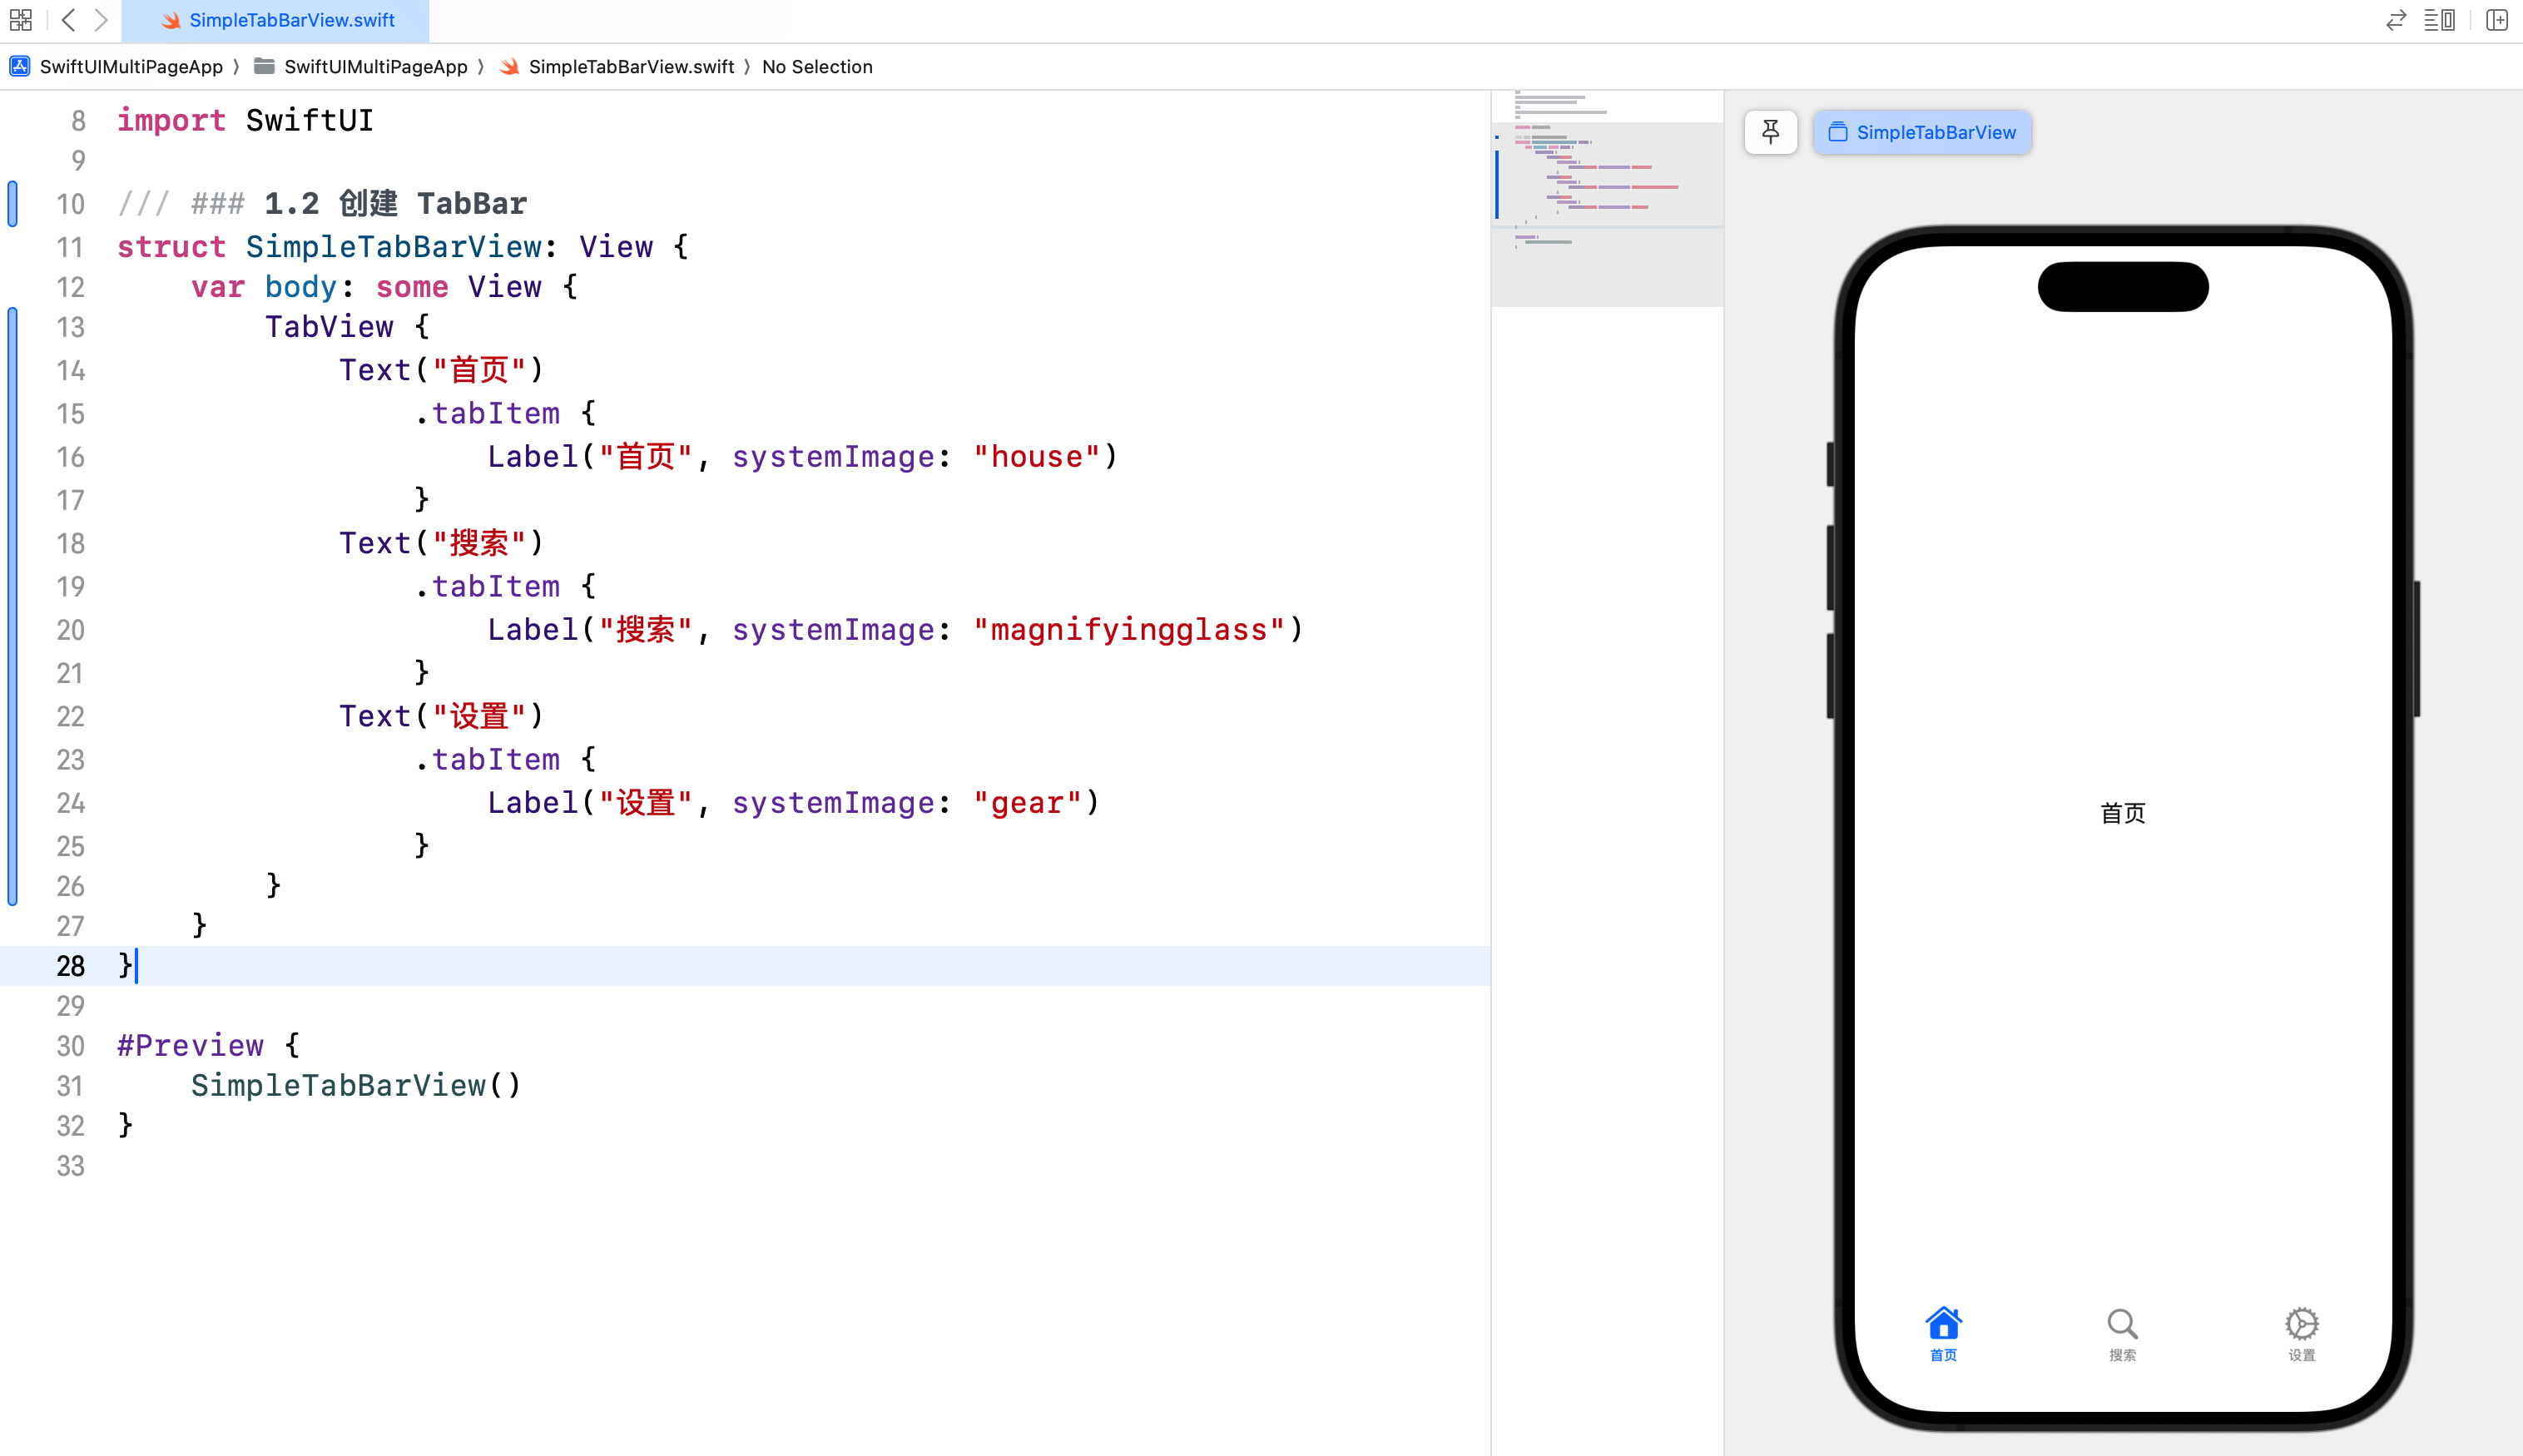 SimpleTabBarView.swift
SwiftUIMultiPageApp 〉 SwiftUIMultiPageApp 〉 SimpleTabBarView.swift 〉 No Selection
8 import SwiftUI
9
10 /// ### 1.2 创建 TabBar
11 struct SimpleTabBarView: View {
12     var body: some View {
13         TabView {
14             Text("首页")
15                 .tabItem {
16                     Label("首页", systemImage: "house")
17                 }
18             Text("搜索")
19                 .tabItem {
20                     Label("搜索", systemImage: "magnifyingglass")
21                 }
22             Text("设置")
23                 .tabItem {
24                     Label("设置", systemImage: "gear")
25                 }
26         }
27     }
28 }
29
30 #Preview {
31     SimpleTabBarView()
32 }
33
SimpleTabBarView
首页
首页 搜索 设置